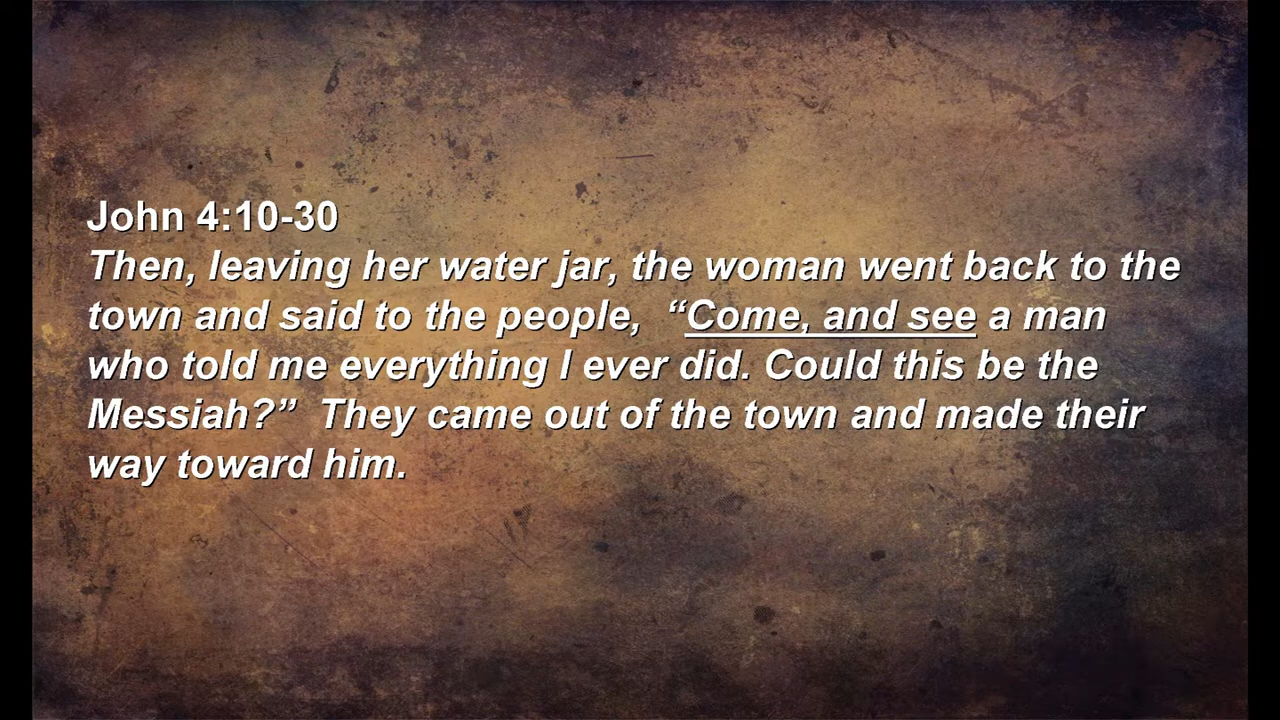 John 4:10-30
Then, leaving her water jar, the woman went back to the
town and said to the people,  “Come, and see a man
who told me everything I ever did. Could this be the
Messiah?”  They came out of the town and made their
way toward him.